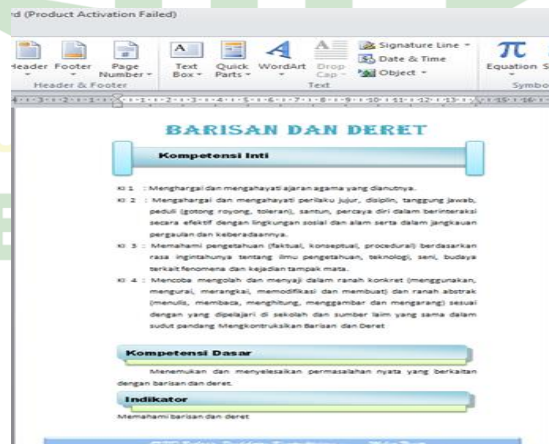 rd (Product Activation Failed)
Header Footer Page Number
Text Box Quick Parts WordArt Drop Cap
Signature Line
Date & Time
Object
Equation S
Header & Footer Text Symbo
BARISAN DAN DERET
Kompetensi Inti
KI 1 : Menghargai dan mengahayati ajaran agama yang dianutnya.
KI 2 : Mengahargai dan mengahayati perilaku jujur, disiplin, tanggung jawab,
peduli (gotong royong, toleran), santun, percaya diri dalam berinteraksi
secara efektif dengan lingkungan sosial dan alam serta dalam jangkauan
pergaulan dan keberadaannya.
KI 3 : Memahami pengetahuan (faktual, konseptual, procedural) berdasarkan
rasa ingintahunya tentang ilmu pengetahuan, teknologi, seni, budaya
terkait fenomena dan kejadian tampak mata.
KI 4 : Mencoba mengolah dan menyaji dalam ranah konkret (menggunakan,
mengurai, merangkai, memodifikasi dan membuat) dan ranah abstrak
(menulis, membaca, menghitung, menggambar dan mengarang) sesuai
dengan yang dipelajari di sekolah dan sumber laim yang sama dalam
sudut pandang Mengkontruksikan Barisan dan Deret
Kompetensi Dasar
Menemukan dan menyelesaikan permasalahan nyata yang berkaitan
dengan barisan dan deret.
Indikator
Memahami barisan dan deret